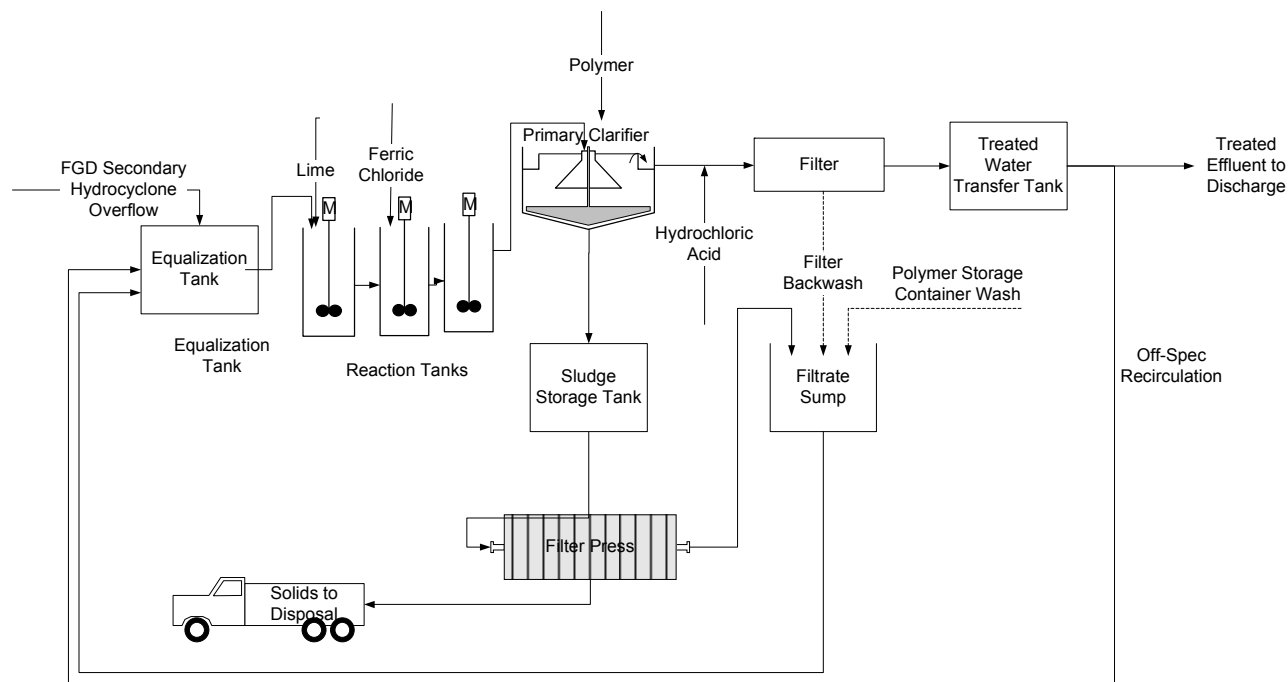 Polymer
Primary Clarifier
Lime
Ferric
Chloride
FGD Secondary
Hydrocyclone
Overflow
M
M
M
Equalization
Tank
Equalization
Tank
Reaction Tanks
Hydrochloric
Acid
Filter
Treated
Water
Transfer Tank
Treated
Effluent to
Discharge
Filter
Backwash
Polymer Storage
Container Wash
Sludge
Storage Tank
Filtrate
Sump
Off-Spec
Recirculation
Filter Press
Solids to
Disposal